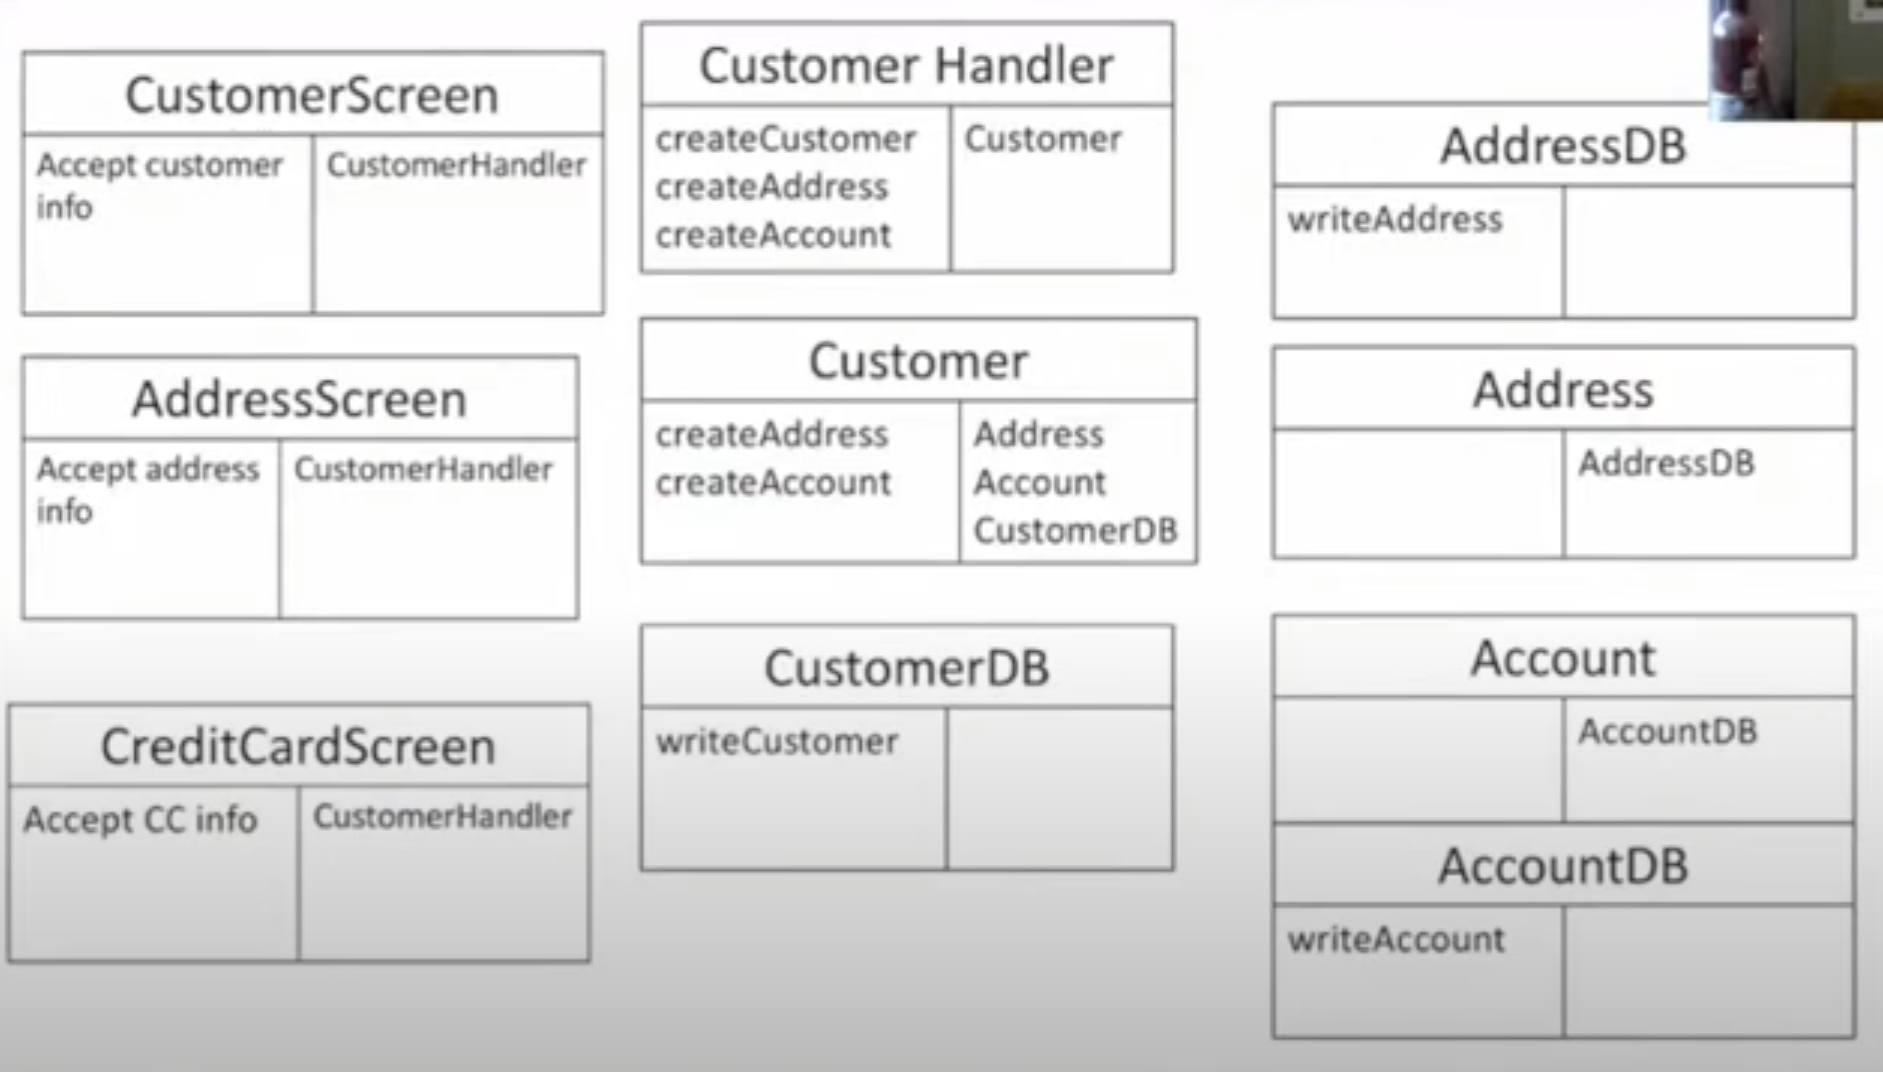 CustomerScreen
Accept customer
info
CustomerHandler
AddressScreen
Accept address
info
CustomerHandler
CreditCardScreen
Accept CC info
CustomerHandler
Customer Handler
createCustomer
createAddress
createAccount
Customer
Customer
createAddress
createAccount
Address
Account
CustomerDB
CustomerDB
writeCustomer
AddressDB
writeAddress
Address
AddressDB
Account
AccountDB
AccountDB
writeAccount